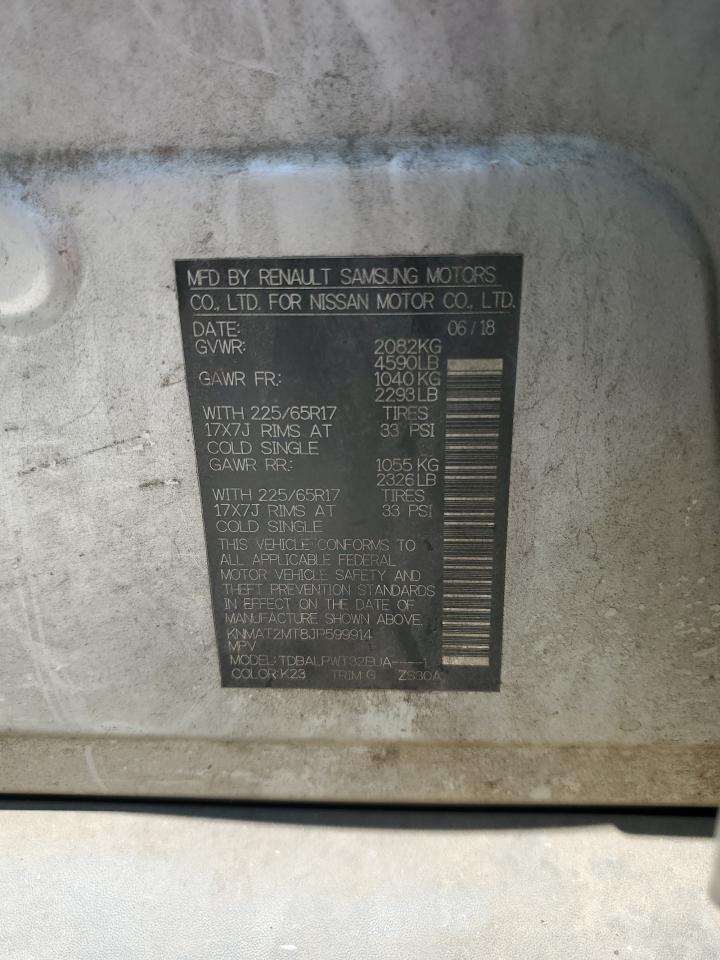 MFD BY RENAULT SAMSUNG MOTORS
CO., LTD. FOR NISSAN MOTOR CO., LTD.
DATE: 06/18
GVWR: 2082KG
4590LB
GAWR FR.: 1040 KG
2293 LB
WITH 225/65R17 TIRES
17X7J RIMS AT 33 PSI
COLD SINGLE
GAWR RR.: 1055 KG
2326 LB
WITH 225/65R17 TIRES
17X7J RIMS AT 33 PSI
COLD SINGLE
THIS VEHICLE CONFORMS TO
ALL APPLICABLE FEDERAL
MOTOR VEHICLE SAFETY AND
THEFT PREVENTION STANDARDS
IN EFFECT ON THE DATE OF
MANUFACTURE SHOWN ABOVE.
KNMAT2MT8JP599914
MPV
MODEL: TDBALPWT32EUA-----
COLOR: K23 TRIM G ZS30A